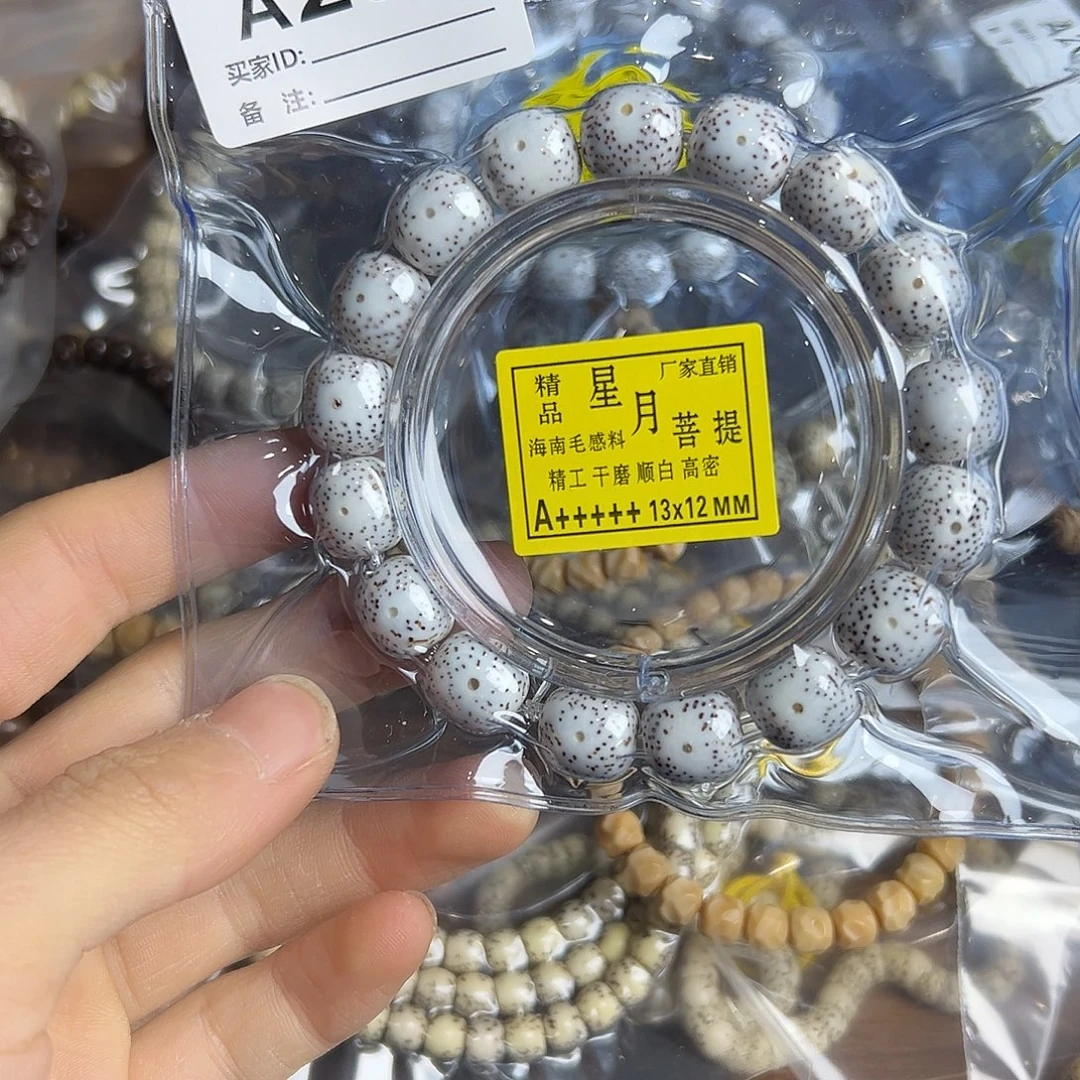 买家ID:
备 注:
精品 星月菩提 厂家直销
海南毛感料
精工干磨 顺白高密
A+++++ 13x12 MM